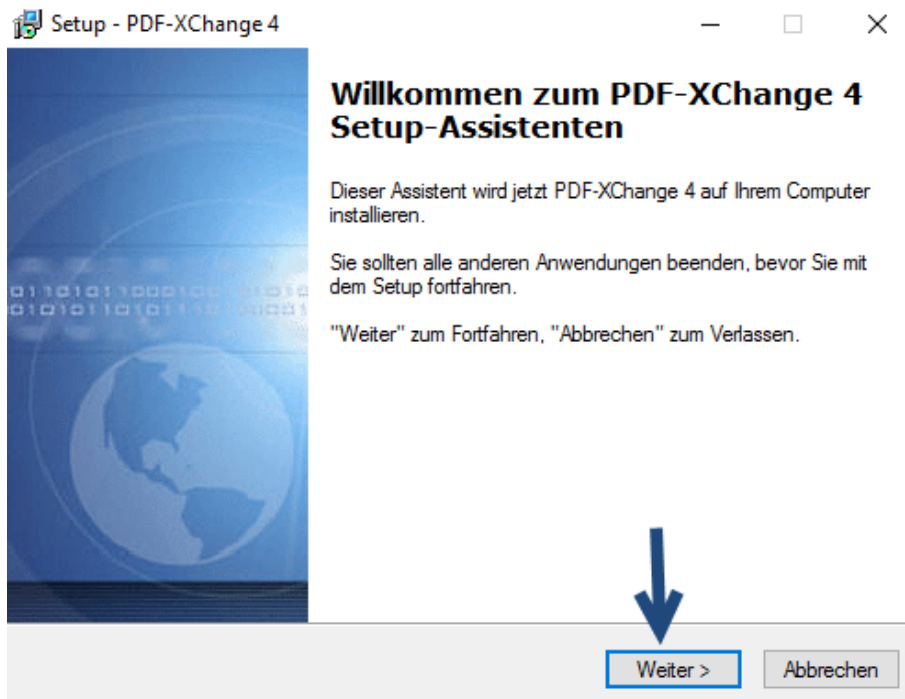 Setup - PDF-XChange 4
Willkommen zum PDF-XChange 4
Setup-Assistenten
Dieser Assistent wird jetzt PDF-XChange 4 auf Ihrem Computer
installieren.
Sie sollten alle anderen Anwendungen beenden, bevor Sie mit
dem Setup fortfahren.
"Weiter" zum Fortfahren, "Abbrechen" zum Verlassen.
Weiter >
Abbrechen